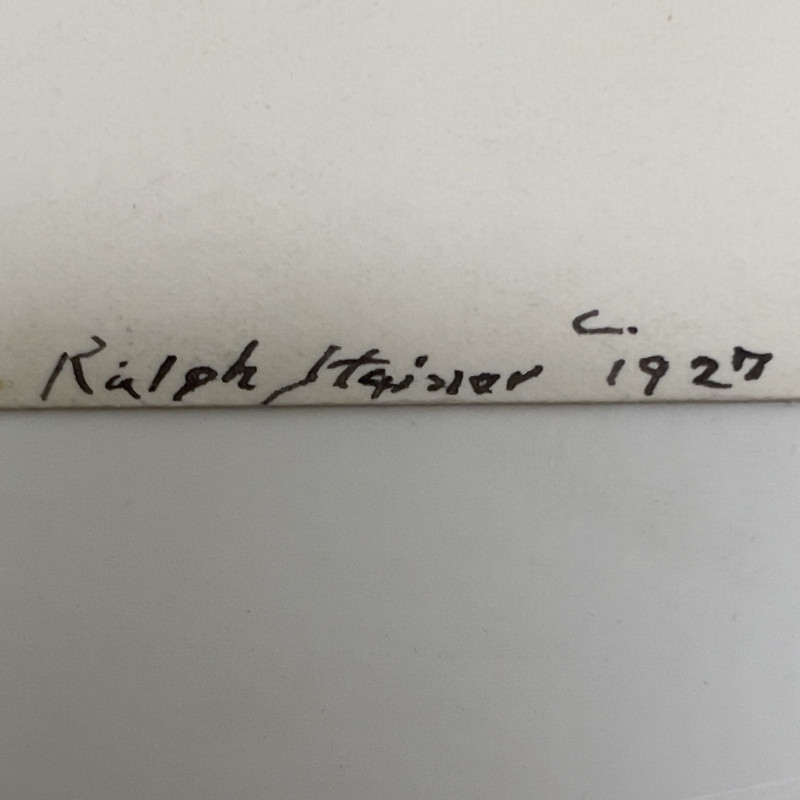 Ralph Steiner c. 1927